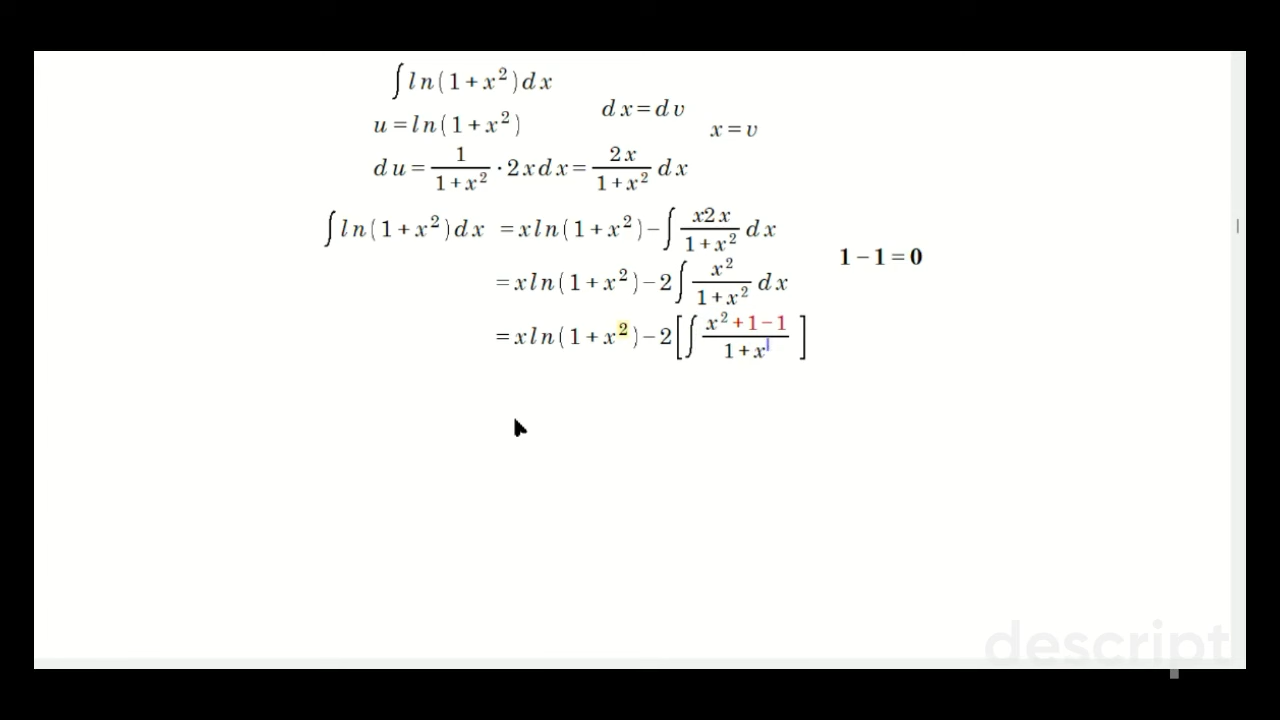 ∫ln(1+x²)dx
u=ln(1+x²) dx=dv x=v
du=1/(1+x²)·2xdx=2x/(1+x²) dx
∫ln(1+x²)dx =xln(1+x²)−∫x2x/(1+x²) dx
1−1=0
=xln(1+x²)−2∫x²/(1+x²) dx
=xln(1+x²)−2[∫(x²+1−1)/(1+x) ]
descript